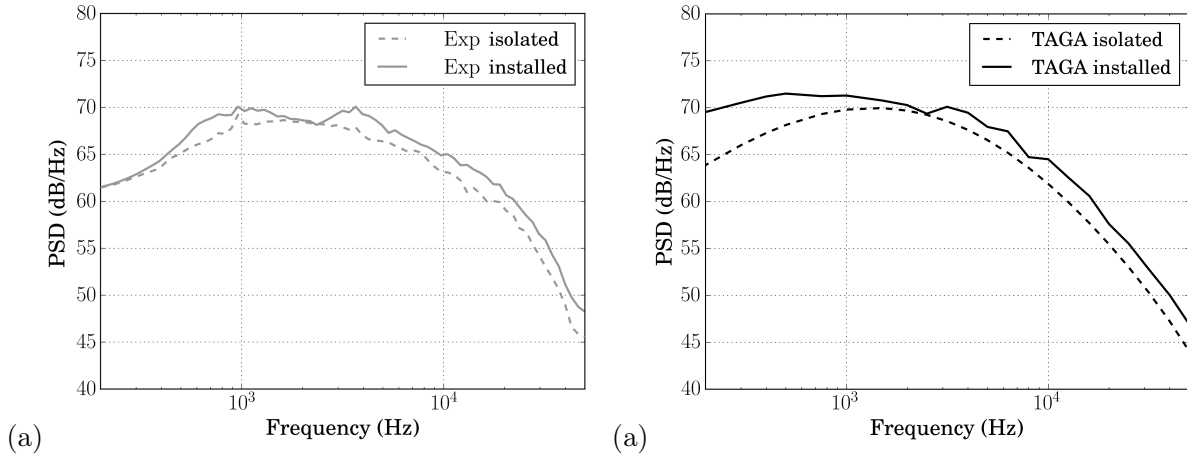 80
75
70
65
60
55
50
45
40
PSD (dB/Hz)
Exp isolated
Exp installed
10³ 10⁴
Frequency (Hz)
(a)
80
75
70
65
60
55
50
45
40
PSD (dB/Hz)
TAGA isolated
TAGA installed
10³ 10⁴
Frequency (Hz)
(a)